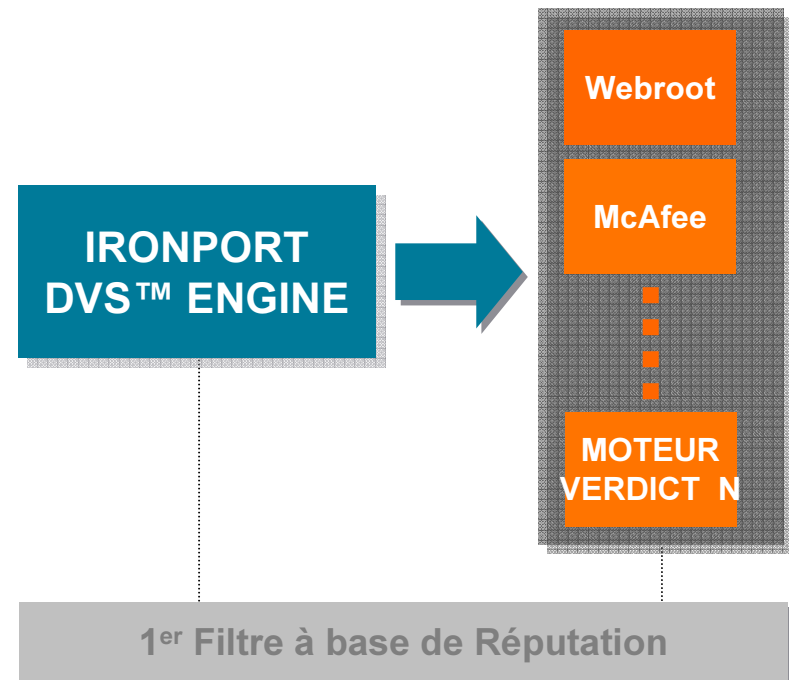 IRONPORT
DVS™ ENGINE
Webroot
McAfee
MOTEUR
VERDICT N
1er Filtre à base de Réputation